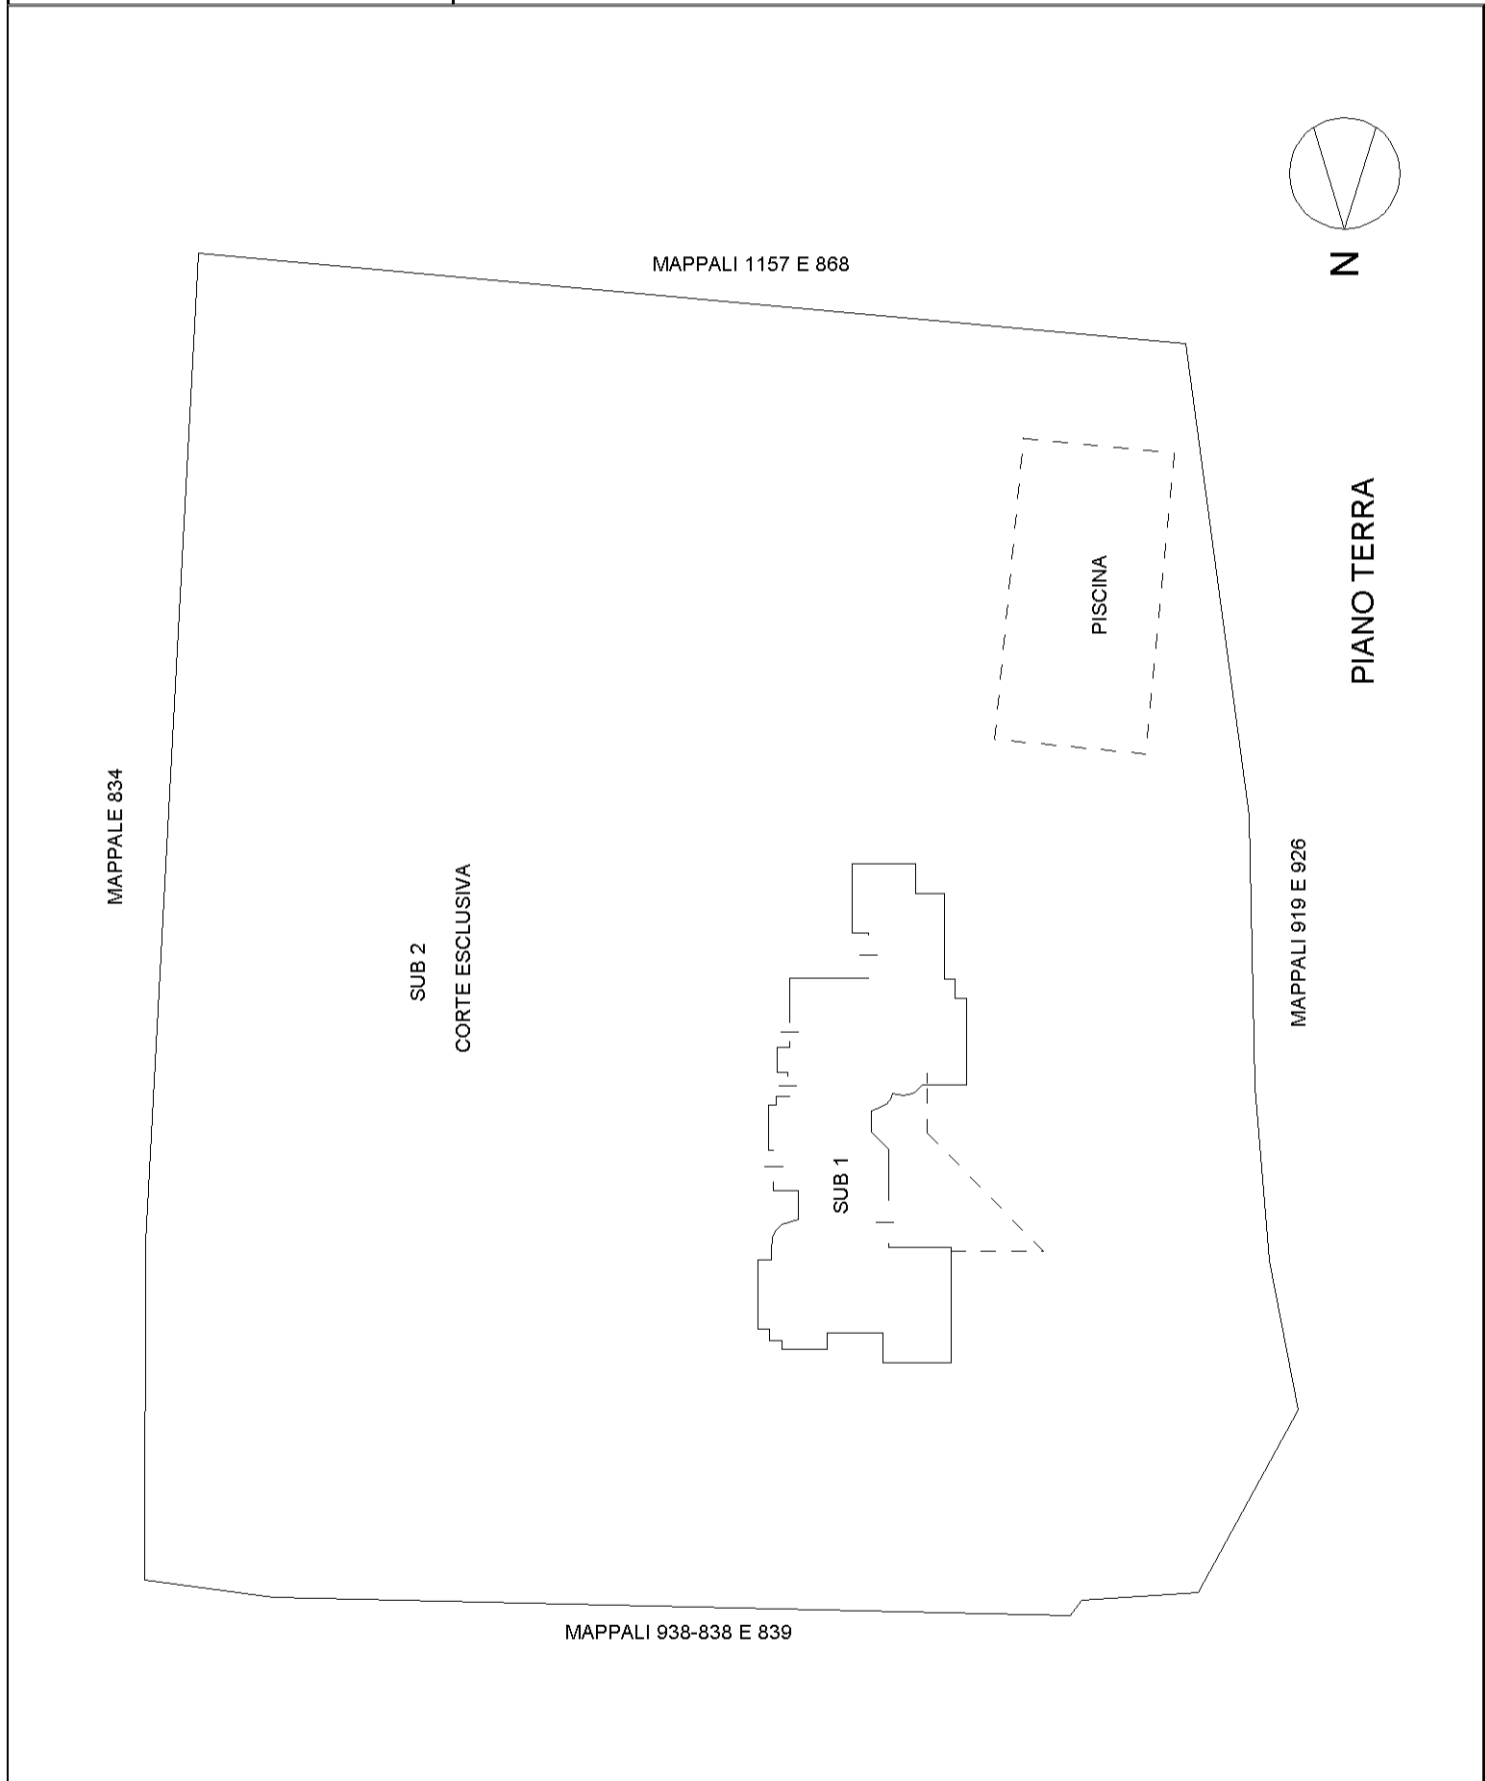 MAPPALI 1157 E 868
N
PIANO TERRA
PISCINA
MAPPALE 834
SUB 2
CORTE ESCLUSIVA
MAPPALI 919 E 926
SUB 1
MAPPALI 938-838 E 839